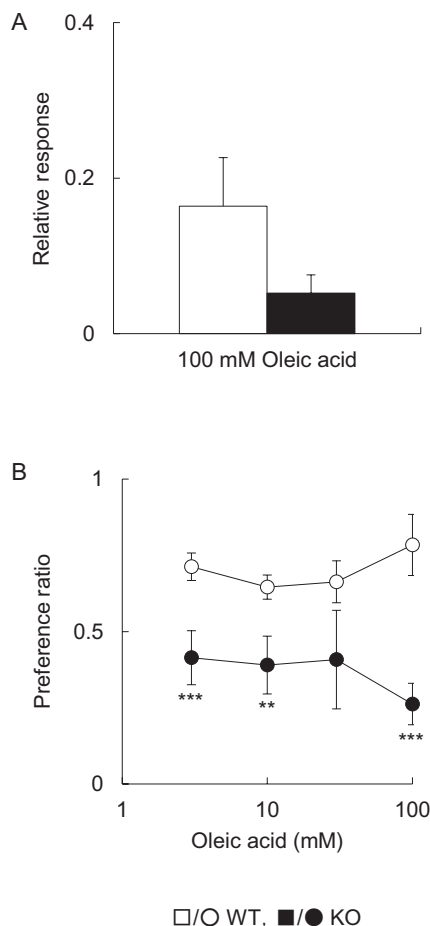 A
0.4
0.2
0
Relative response
100 mM Oleic acid
B
1
0.5
0
Preference ratio
*** ** ***
1 10 100
Oleic acid (mM)
□/○ WT, ■/● KO